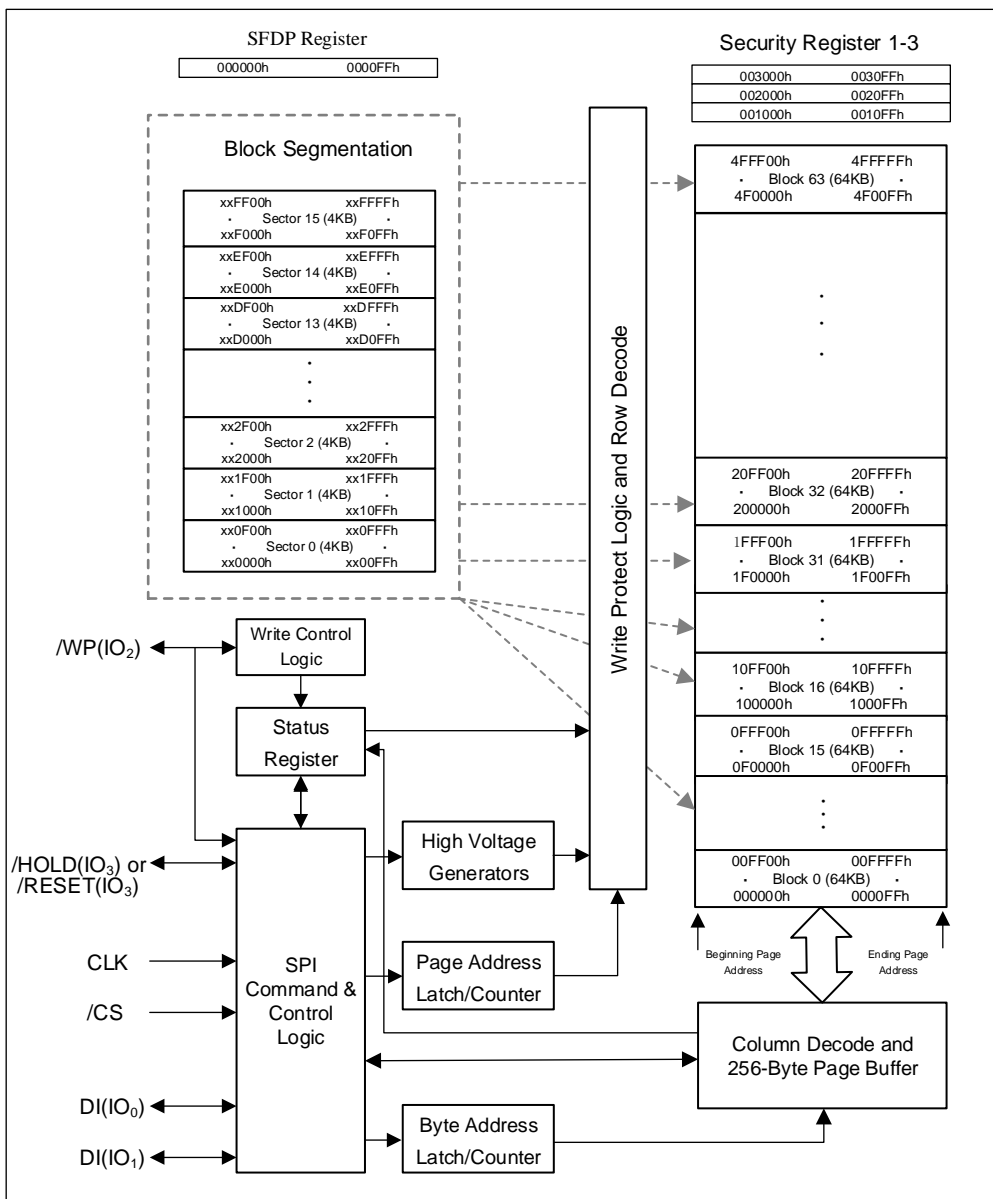 SFDP Register
000000h 0000FFh
Security Register 1-3
003000h 0030FFh
002000h 0020FFh
001000h 0010FFh
Block Segmentation
xxFF00h xxFFFFh
· Sector 15 (4KB) ·
xxF000h xxF0FFh
xxEF00h xxEFFFh
· Sector 14 (4KB) ·
xxE000h xxE0FFh
xxDF00h xxDFFFh
· Sector 13 (4KB) ·
xxD000h xxD0FFh
xx2F00h xx2FFFh
· Sector 2 (4KB) ·
xx2000h xx20FFh
xx1F00h xx1FFFh
· Sector 1 (4KB) ·
xx1000h xx10FFh
xx0F00h xx0FFFh
· Sector 0 (4KB) ·
xx0000h xx00FFh
Write Protect Logic and Row Decode
4FFF00h 4FFFFFh
· Block 63 (64KB) ·
4F0000h 4F00FFh
20FF00h 20FFFFh
· Block 32 (64KB) ·
200000h 2000FFh
1FFF00h 1FFFFFh
· Block 31 (64KB) ·
1F0000h 1F00FFh
10FF00h 10FFFFh
· Block 16 (64KB) ·
100000h 1000FFh
0FFF00h 0FFFFFh
· Block 15 (64KB) ·
0F0000h 0F00FFh
00FF00h 00FFFFh
· Block 0 (64KB) ·
000000h 0000FFh
Beginning Page
Address
Ending Page
Address
/WP(IO2)
Write Control
Logic
Status
Register
/HOLD(IO3) or
/RESET(IO3)
CLK
/CS
DI(IO0)
DI(IO1)
SPI
Command &
Control
Logic
High Voltage
Generators
Page Address
Latch/Counter
Byte Address
Latch/Counter
Column Decode and
256-Byte Page Buffer